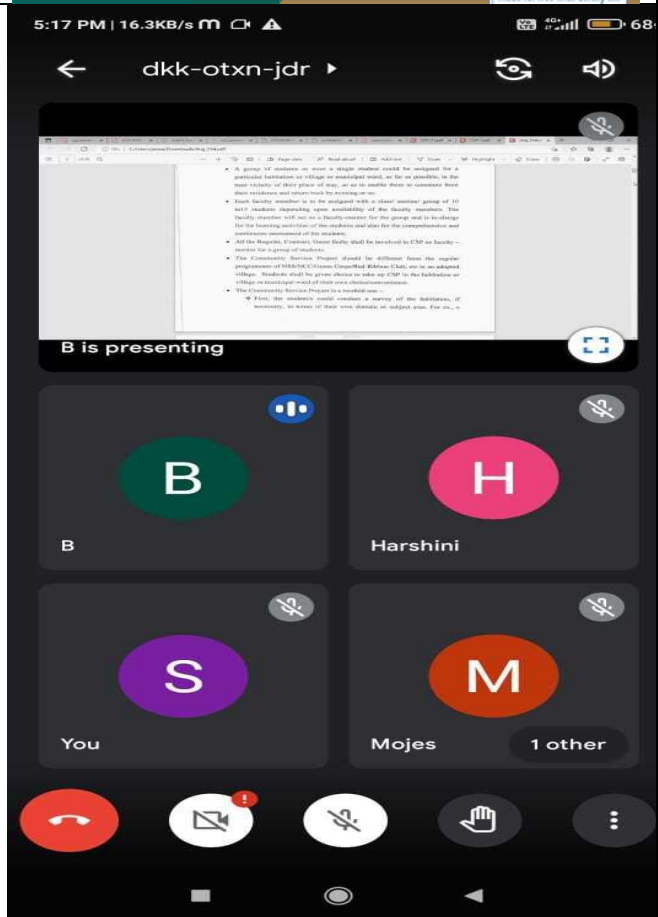 5:17 PM | 16.3KB/s
4G+
68
dkk-otxn-jdr
A group of students or even a single student could be assigned for a
particular habitation or village or municipal ward, as far as possible, in the
near vicinity of their place of stay, so as to enable them to commute from
their residence and return back by evening or so.
Each faculty member is to be assigned with a class/ section/ group of 10
students depending upon availability of the faculty members. The
faculty member will act as a faculty-mentor for the group and is in-charge
for the learning activities of the students and also for the comprehensive and
continuous assessment of the students.
All the Regular, Contract, Guest faculty shall be involved in CSP as faculty –
mentor for a group of students.
The Community Service Project should be different from the regular
programmes of NSS/NCC/Green Corps/Red Ribbon Club, etc in an adopted
village. Students shall be given choice to take up CSP in the habitation or
village or municipal ward of their own choice/convenience.
The Community Service Project is a twofold one –
First, the student/s could conduct a survey of the habitation, if
necessary, in terms of their own domain or subject area. For ex., a
B is presenting
B
H
B
Harshini
S
M
You
Mojes
1 other